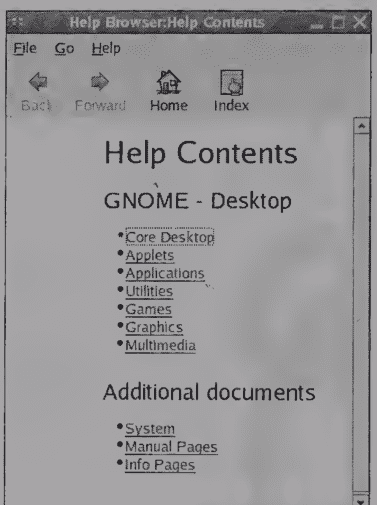 Help Browser:Help Contents
File Go Help
Back Forward Home Index
Help Contents
GNOME - Desktop
•Core Desktop
•Applets
•Applications
•Utilities
•Games
•Graphics
•Multimedia
Additional documents
•System
•Manual Pages
•Info Pages